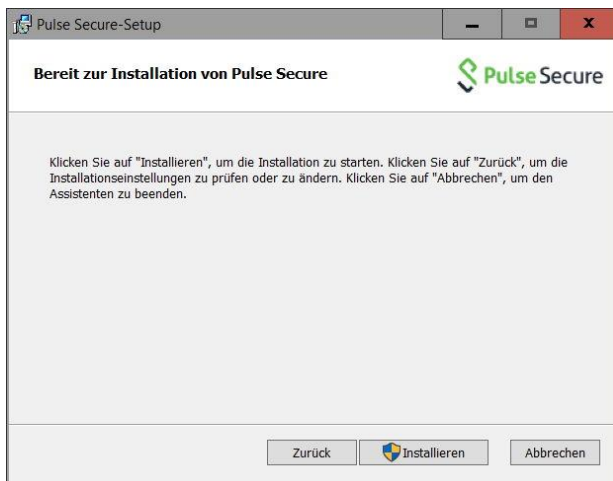 Pulse Secure-Setup
Bereit zur Installation von Pulse Secure
Pulse Secure
Klicken Sie auf "Installieren", um die Installation zu starten. Klicken Sie auf "Zurück", um die
Installationseinstellungen zu prüfen oder zu ändern. Klicken Sie auf "Abbrechen", um den
Assistenten zu beenden.
Zurück
Installieren
Abbrechen